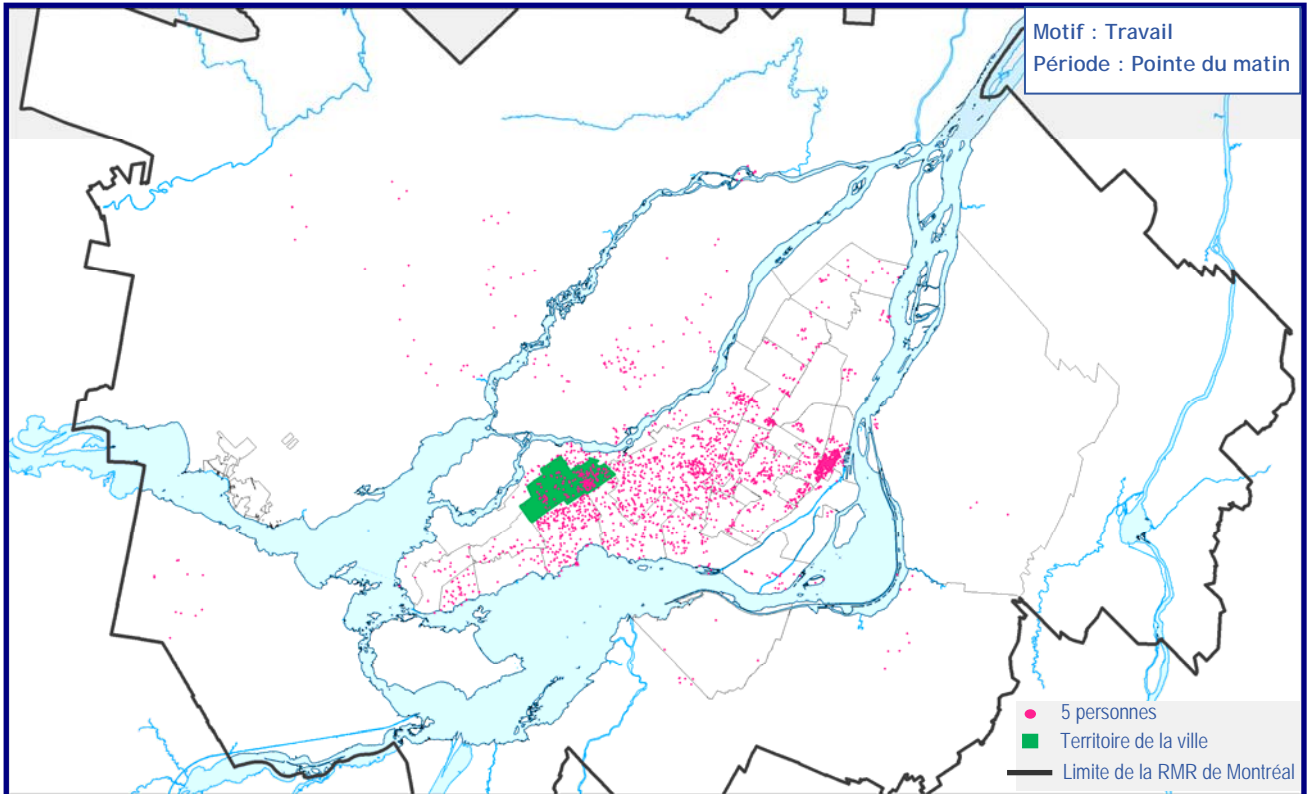 Motif : Travail
Période : Pointe du matin
5 personnes
Territoire de la ville
Limite de la RMR de Montréal